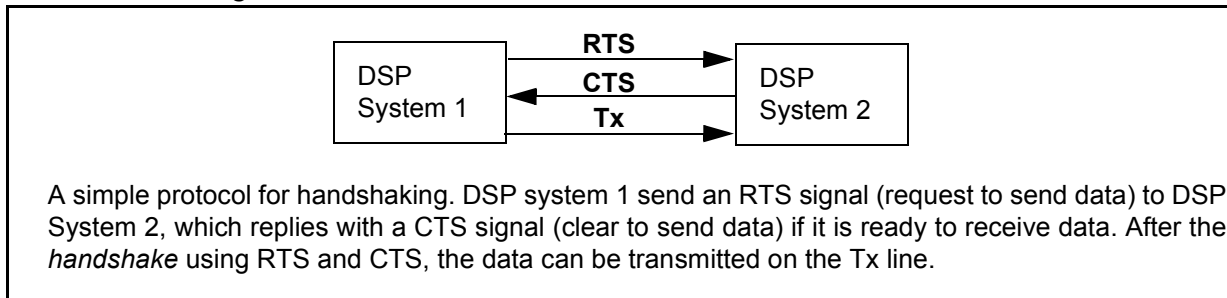 RTS
DSP
System 1
CTS
DSP
System 2
Tx
A simple protocol for handshaking. DSP system 1 send an RTS signal (request to send data) to DSP
System 2, which replies with a CTS signal (clear to send data) if it is ready to receive data. After the
handshake using RTS and CTS, the data can be transmitted on the Tx line.